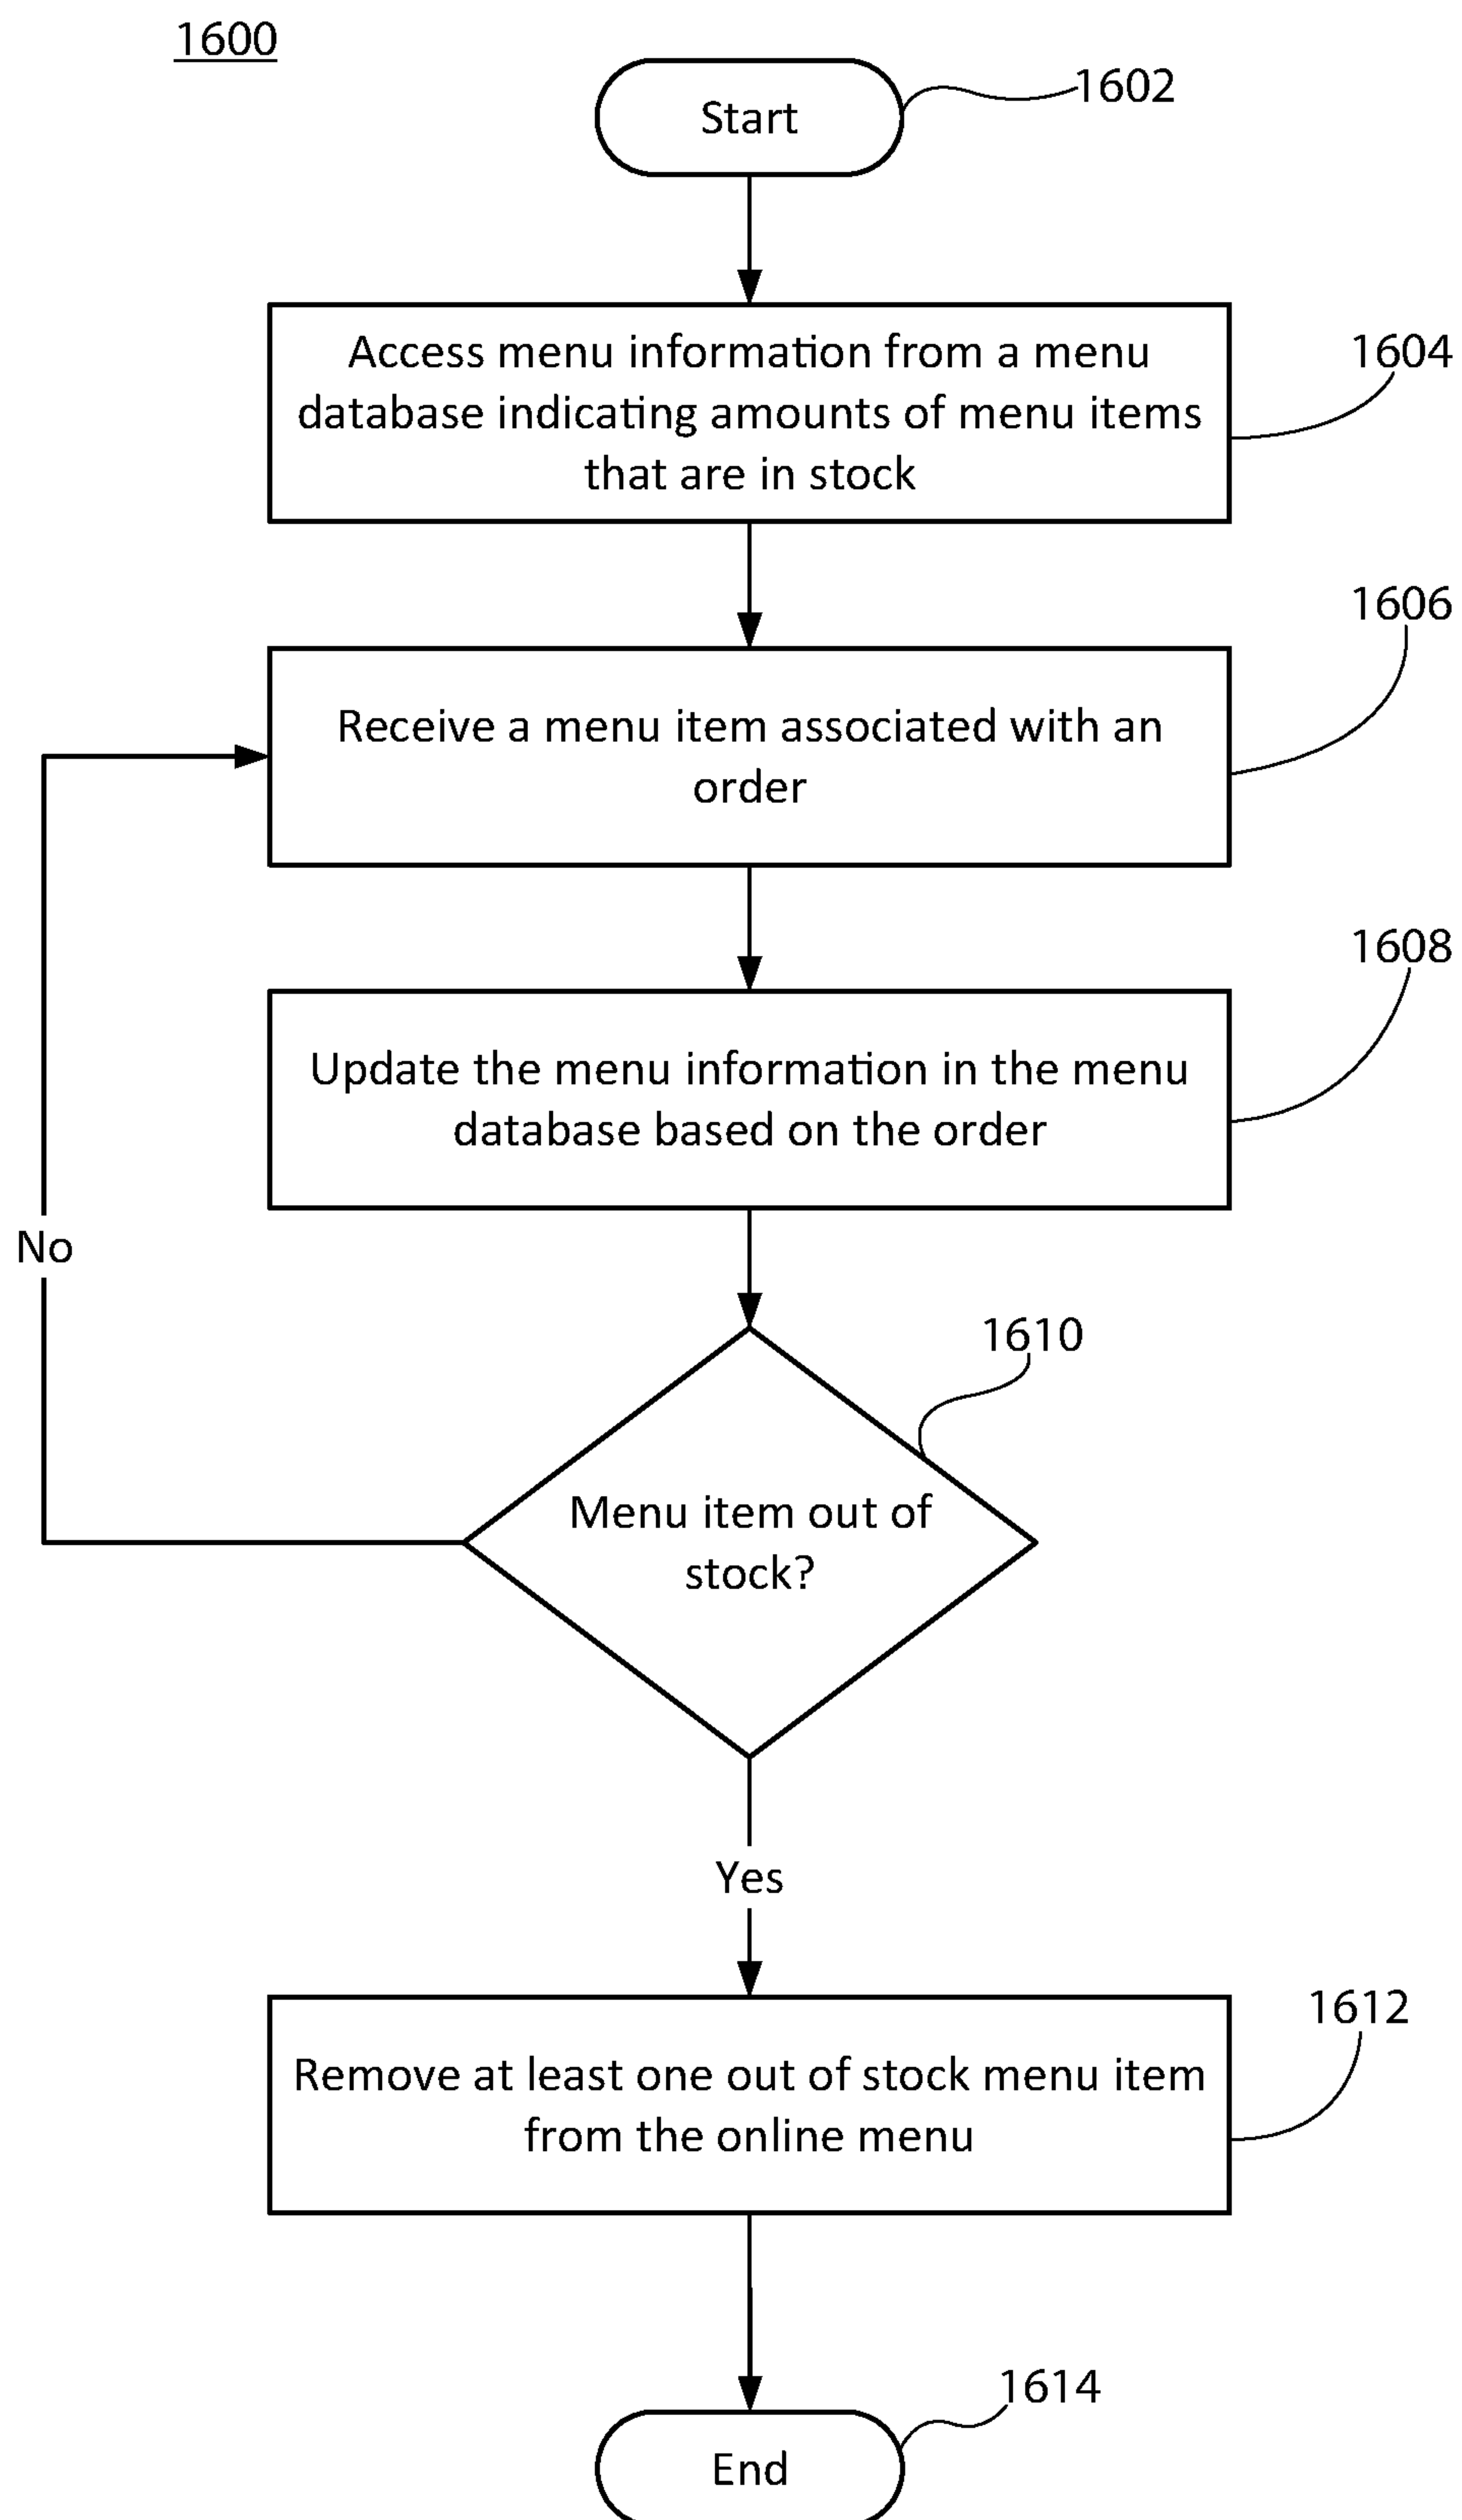 1600
Start
1602
Access menu information from a menu
database indicating amounts of menu items
that are in stock
1604
Receive a menu item associated with an
order
1606
Update the menu information in the menu
database based on the order
1608
No
1610
Menu item out of
stock?
Yes
Remove at least one out of stock menu item
from the online menu
1612
1614
End